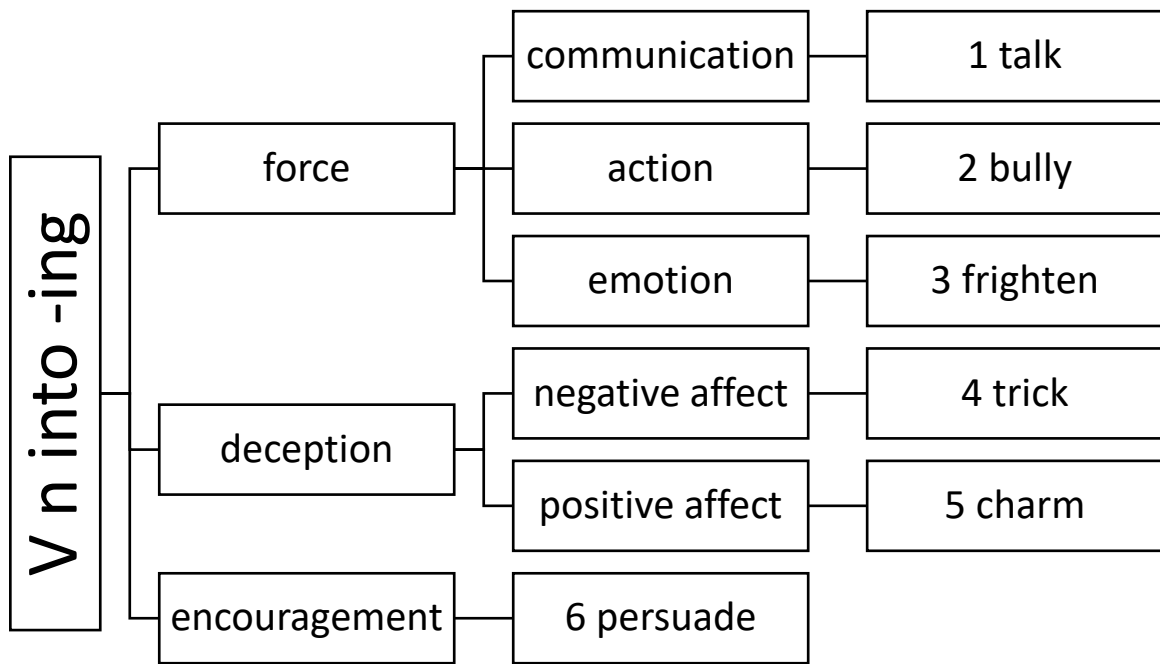 V n into -ing
force
communication
1 talk
action
2 bully
emotion
3 frighten
deception
negative affect
4 trick
positive affect
5 charm
encouragement
6 persuade